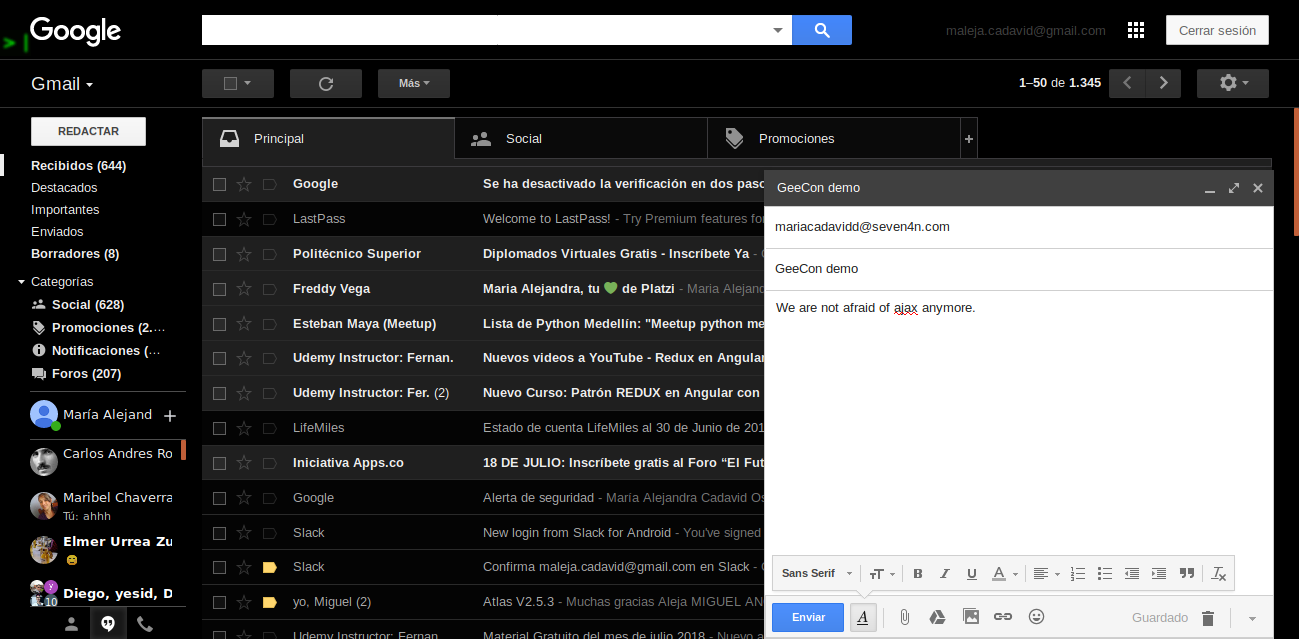 > |
Google
maleja.cadavid@gmail.com
Cerrar sesión
Gmail
Más
1–50 de 1.345
REDACTAR
Recibidos (644)
Destacados
Importantes
Enviados
Borradores (8)
Categorías
Social (628)
Promociones (2.…
Notificaciones (…
Foros (207)
María Alejand
Carlos Andres Ro
Maribel Chaverra
Tú: ahhh
Elmer Urrea Zu
😄
Y
10
Diego, yesid, D
Principal
Social
Promociones
+
Google Se ha desactivado la verificación en dos paso
LastPass Welcome to LastPass! - Try Premium features for
Politécnico Superior Diplomados Virtuales Gratis - Inscríbete Ya -
Freddy Vega Maria Alejandra, tu 💚 de Platzi - Maria Alejand
Esteban Maya (Meetup) Lista de Python Medellín: "Meetup python me
Udemy Instructor: Fernan. Nuevos videos a YouTube - Redux en Angular
Udemy Instructor: Fer. (2) Nuevo Curso: Patrón REDUX en Angular con
LifeMiles Estado de cuenta LifeMiles al 30 de Junio de 201
Iniciativa Apps.co 18 DE JULIO: Inscríbete gratis al Foro “El Fut
Google Alerta de seguridad - María Alejandra Cadavid Os
Slack New login from Slack for Android - You've signed
Slack Confirma maleja.cadavid@gmail.com en Slack -
yo, Miguel (2) Atlas V2.5.3 - Muchas gracias Aleja MIGUEL AN
Udemy Instructor: Fernan. Material Gratuito del mes de julio 2018 - Nuevo a
GeeCon demo
mariacadavidd@seven4n.com
GeeCon demo
We are not afraid of ajax anymore.
Sans Serif
B I U A
Enviar
A
Guardado